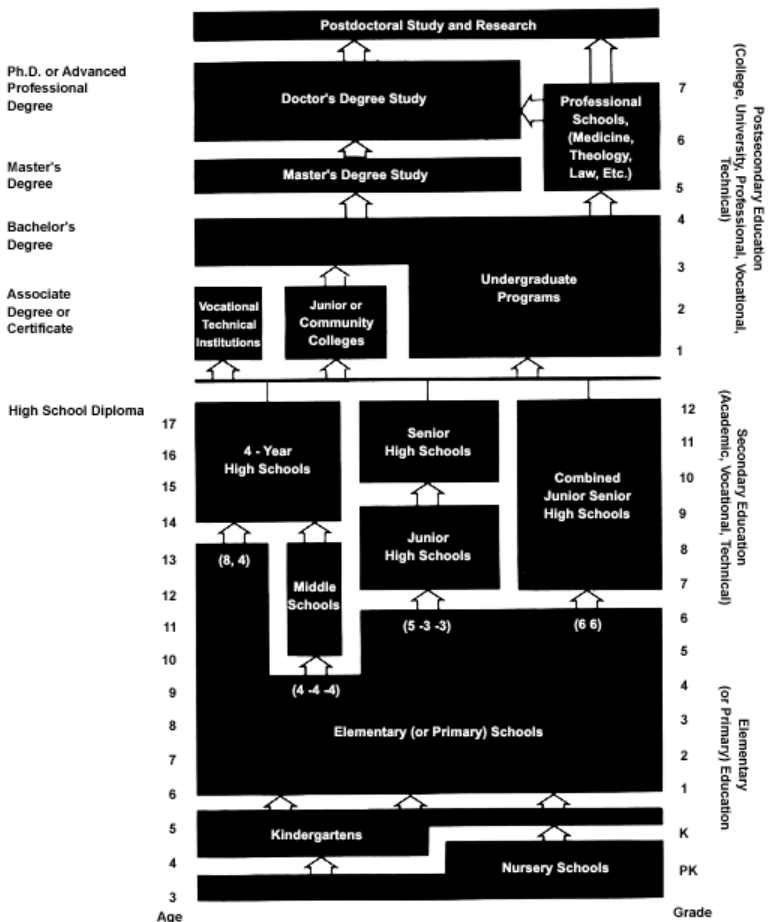 Postdoctoral Study and Research
Ph.D. or Advanced
Professional
Degree
Doctor's Degree Study
Professional
Schools,
(Medicine,
Theology,
Law, Etc.)
7
6
Master's
Degree
Master's Degree Study
5
Postsecondary Education
(College, University, Professional, Vocational,
Technical)
Bachelor's
Degree
4
3
Undergraduate
Programs
Associate
Degree or
Certificate
Vocational
Technical
Institutions
Junior or
Community
Colleges
2
1
High School Diploma
17
16
15
14
13
12
11
10
9
8
7
6
5
4
3
Age
4 - Year
High Schools
Senior
High Schools
Combined
Junior Senior
High Schools
Junior
High Schools
(8, 4)
Middle
Schools
(5 -3 -3)
(6 6)
(4 -4 -4)
Elementary (or Primary) Schools
Kindergartens
Nursery Schools
12
11
10
9
8
7
6
5
4
3
2
1
K
PK
Grade
Secondary Education
(Academic, Vocational, Technical)
Elementary
(or Primary) Education